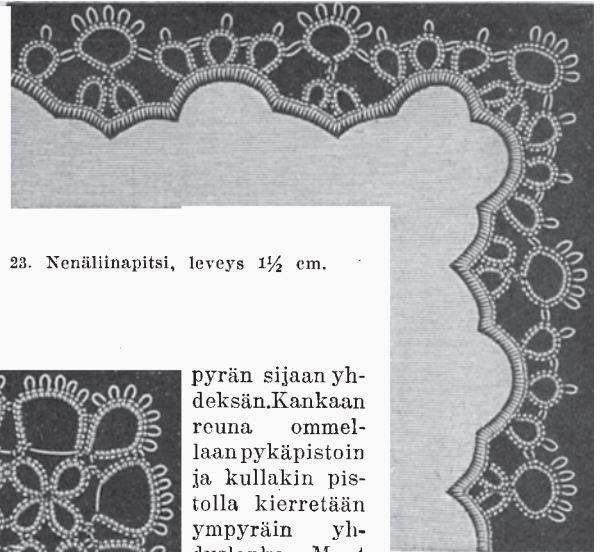 23. Nenäliinapitsi, leveys 1½ cm.
pyrän sijaan yh-
deksän.Kankaan
reuna ommel-
laan pykäpistoin
ja kullakin pis-
tolla kierretään
ympyräin yh-